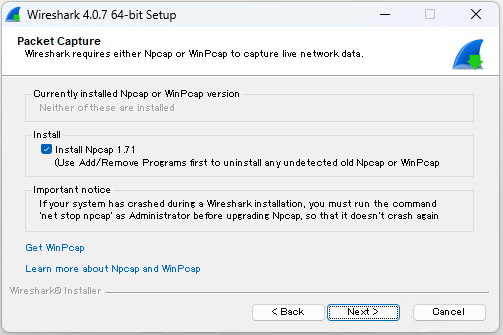 Wireshark 4.0.7 64-bit Setup
Packet Capture
Wireshark requires either Npcap or WinPcap to capture live network data.
Currently installed Npcap or WinPcap version
Neither of these are installed
Install
Install Npcap 1.71
(Use Add/Remove Programs first to uninstall any undetected old Npcap or WinPcap
Important notice
If your system has crashed during a Wireshark installation, you must run the command
'net stop npcap' as Administrator before upgrading Npcap, so that it doesn't crash again
Get WinPcap
Learn more about Npcap and WinPcap
Wireshark® Installer
< Back
Next >
Cancel